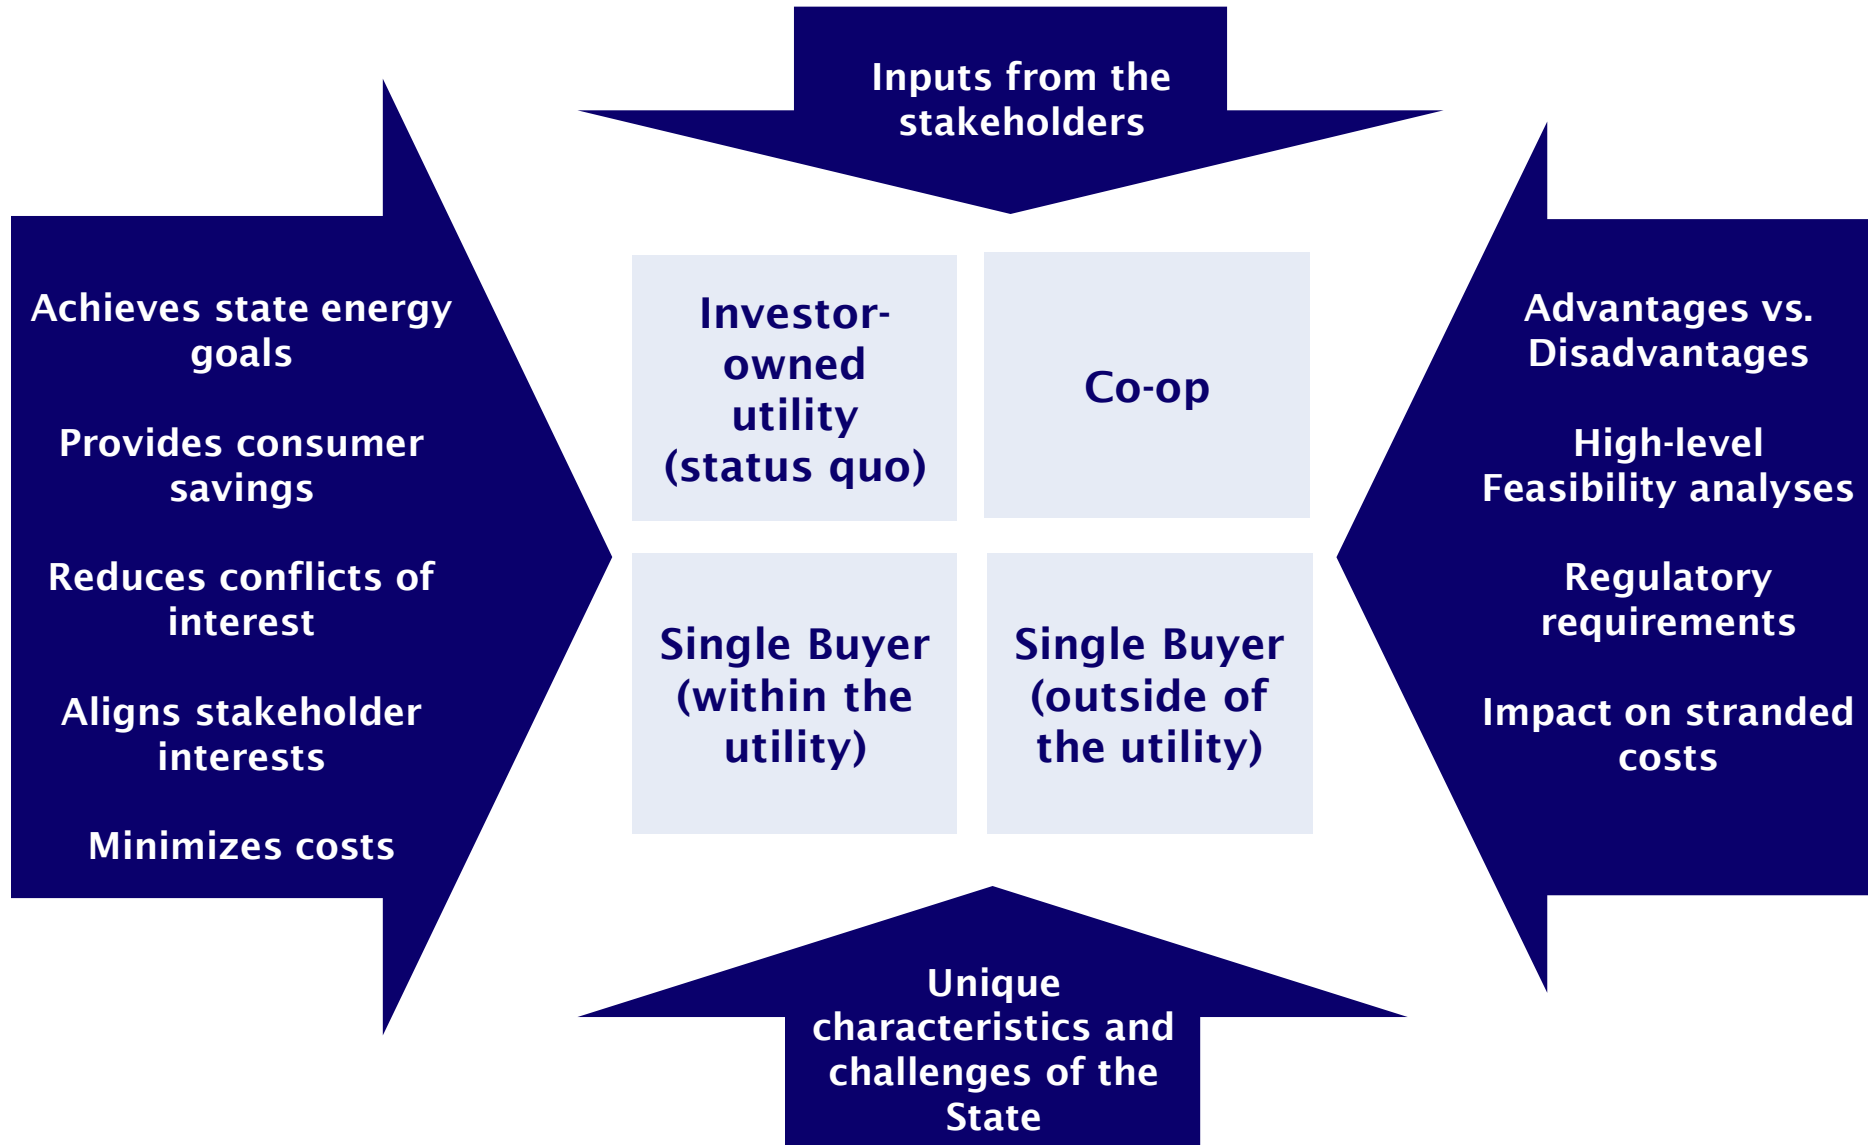 Inputs from the
stakeholders
Achieves state energy
goals
Provides consumer
savings
Reduces conflicts of
interest
Aligns stakeholder
interests
Minimizes costs
Investor-
owned
utility
(status quo)
Co-op
Single Buyer
(within the
utility)
Single Buyer
(outside of
the utility)
Advantages vs.
Disadvantages
High-level
Feasibility analyses
Regulatory
requirements
Impact on stranded
costs
Unique
characteristics and
challenges of the
State